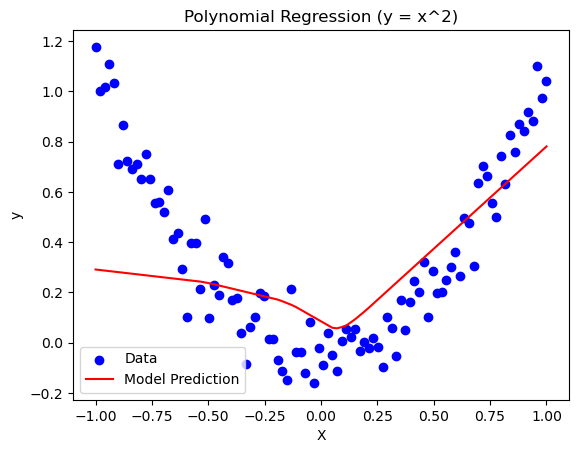 Polynomial Regression (y = x^2)
1.2
1.0
0.8
0.6
0.4
0.2
0.0
−0.2
y
Data
Model Prediction
−1.00 −0.75 −0.50 −0.25 0.00 0.25 0.50 0.75 1.00
X